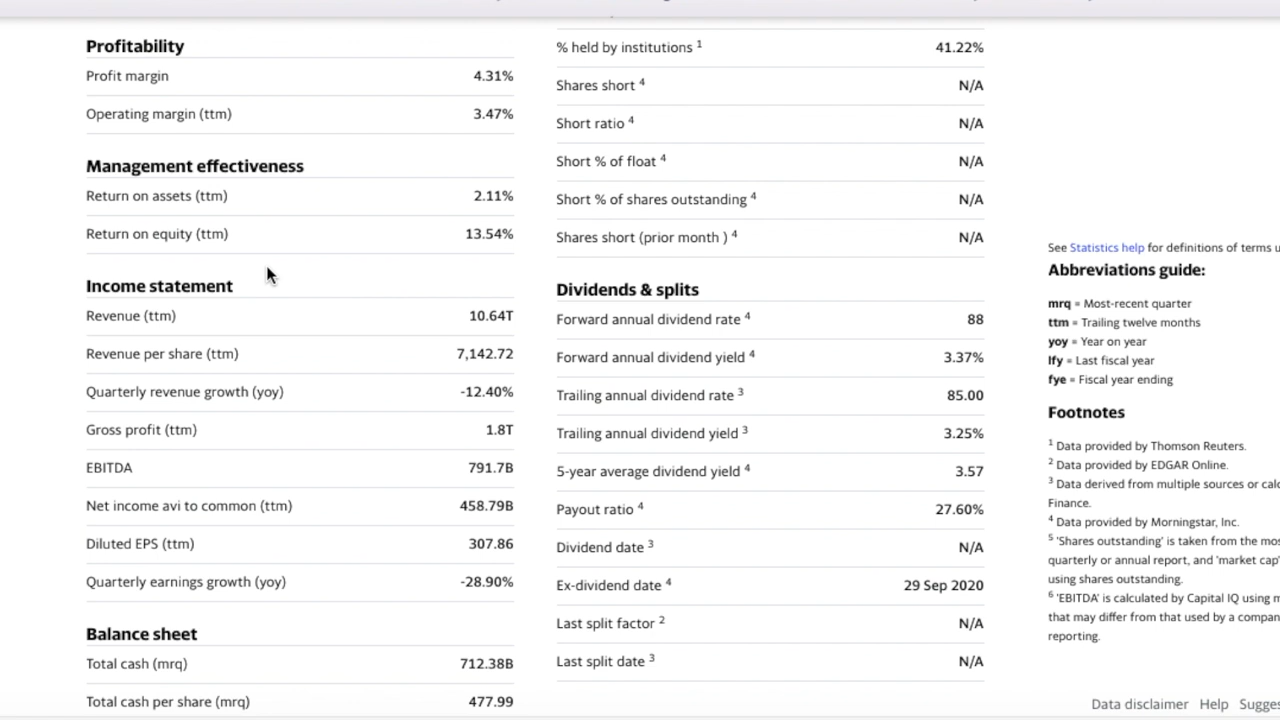 Profitability
Profit margin 4.31%
Operating margin (ttm) 3.47%
Management effectiveness
Return on assets (ttm) 2.11%
Return on equity (ttm) 13.54%
Income statement
Revenue (ttm) 10.64T
Revenue per share (ttm) 7,142.72
Quarterly revenue growth (yoy) -12.40%
Gross profit (ttm) 1.8T
EBITDA 791.7B
Net income avi to common (ttm) 458.79B
Diluted EPS (ttm) 307.86
Quarterly earnings growth (yoy) -28.90%
Balance sheet
Total cash (mrq) 712.38B
Total cash per share (mrq) 477.99
% held by institutions 1 41.22%
Shares short 4 N/A
Short ratio 4 N/A
Short % of float 4 N/A
Short % of shares outstanding 4 N/A
Shares short (prior month ) 4 N/A
Dividends & splits
Forward annual dividend rate 4 88
Forward annual dividend yield 4 3.37%
Trailing annual dividend rate 3 85.00
Trailing annual dividend yield 3 3.25%
5-year average dividend yield 4 3.57
Payout ratio 4 27.60%
Dividend date 3 N/A
Ex-dividend date 4 29 Sep 2020
Last split factor 2 N/A
Last split date 3 N/A
See Statistics help for definitions of terms
Abbreviations guide:
mrq = Most-recent quarter
ttm = Trailing twelve months
yoy = Year on year
lfy = Last fiscal year
fye = Fiscal year ending
Footnotes
1 Data provided by Thomson Reuters.
2 Data provided by EDGAR Online.
3 Data derived from multiple sources or
Finance.
4 Data provided by Morningstar, Inc.
5 'Shares outstanding' is taken from the
quarterly or annual report, and 'market cap'
using shares outstanding.
6 'EBITDA' is calculated by Capital IQ using
that may differ from that used by a
reporting.
Data disclaimer Help